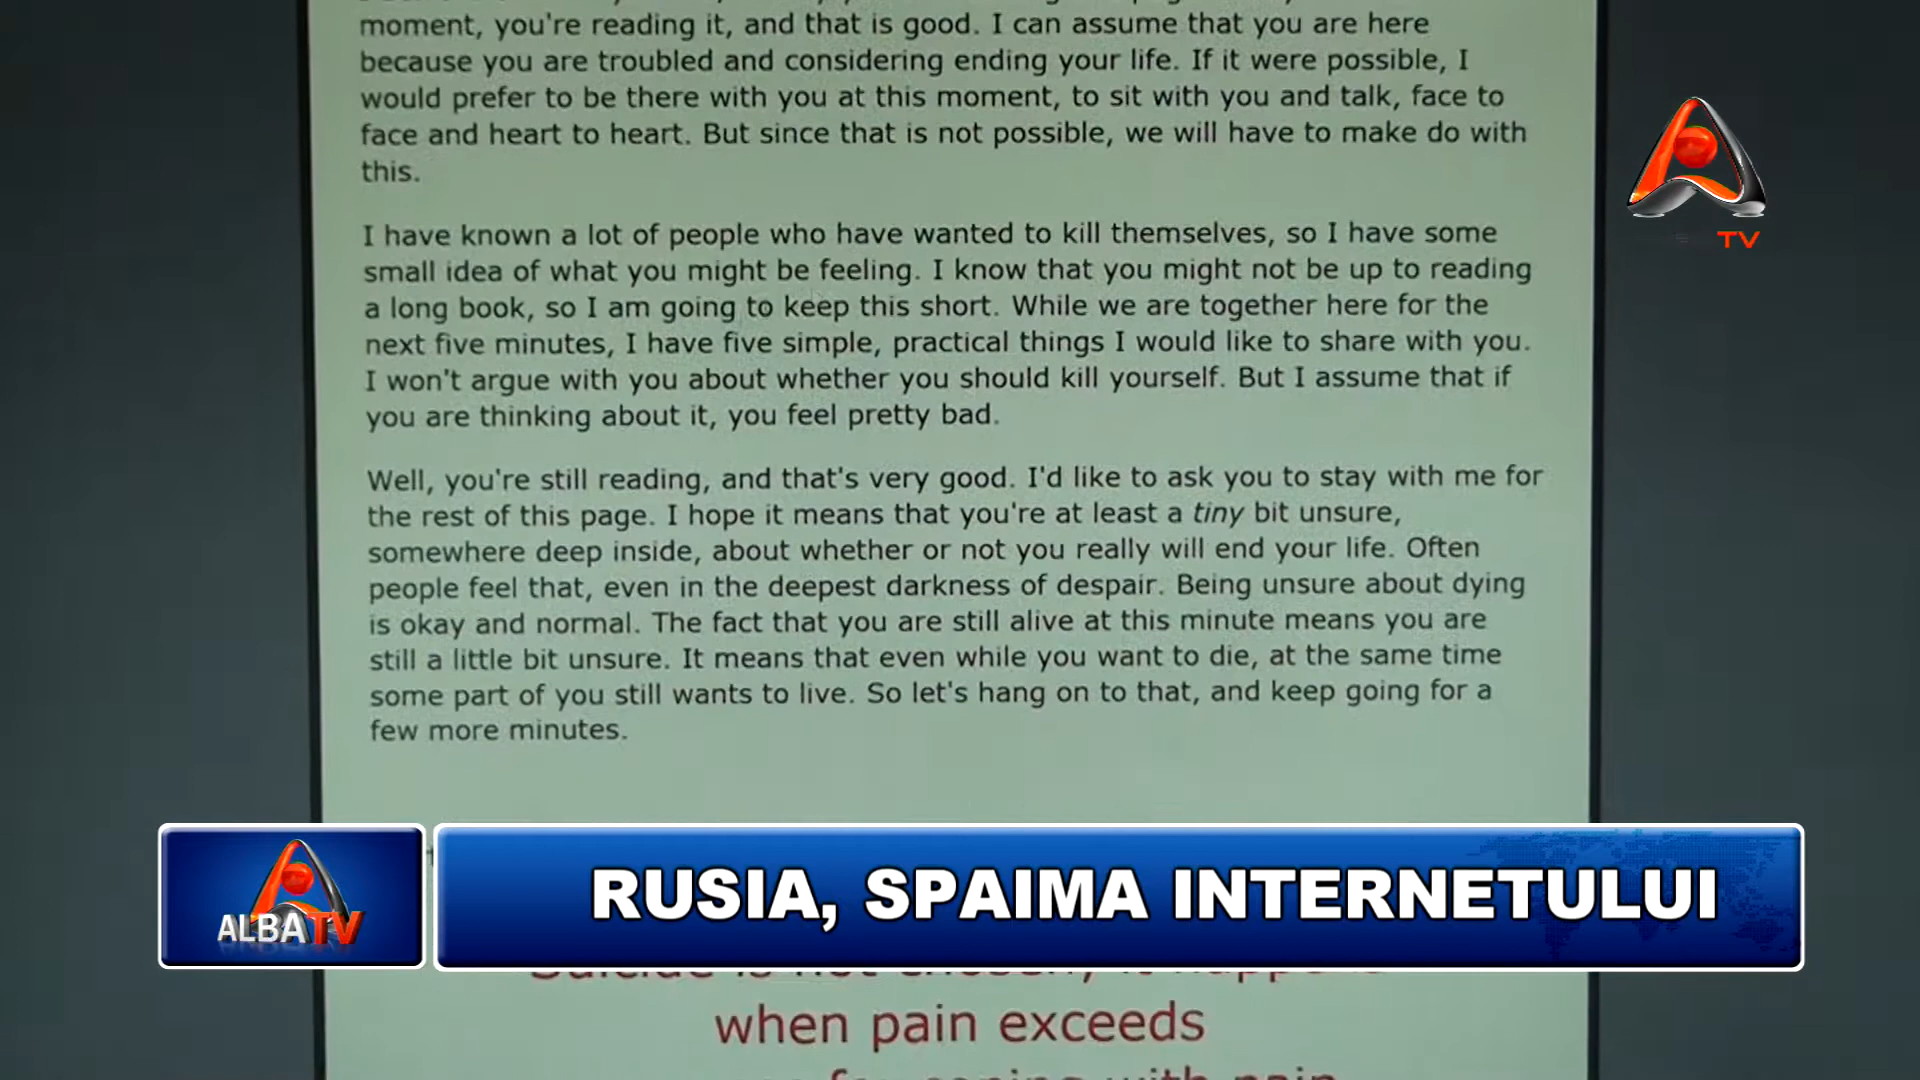 moment, you're reading it, and that is good. I can assume that you are here
because you are troubled and considering ending your life. If it were possible, I
would prefer to be there with you at this moment, to sit with you and talk, face to
face and heart to heart. But since that is not possible, we will have to make do with
this.
I have known a lot of people who have wanted to kill themselves, so I have some
small idea of what you might be feeling. I know that you might not be up to reading
a long book, so I am going to keep this short. While we are together here for the
next five minutes, I have five simple, practical things I would like to share with you.
I won't argue with you about whether you should kill yourself. But I assume that if
you are thinking about it, you feel pretty bad.
Well, you're still reading, and that's very good. I'd like to ask you to stay with me for
the rest of this page. I hope it means that you're at least a tiny bit unsure,
somewhere deep inside, about whether or not you really will end your life. Often
people feel that, even in the deepest darkness of despair. Being unsure about dying
is okay and normal. The fact that you are still alive at this minute means you are
still a little bit unsure. It means that even while you want to die, at the same time
some part of you still wants to live. So let's hang on to that, and keep going for a
few more minutes.
TV
ALBA TV
RUSIA, SPAIMA INTERNETULUI
when pain exceeds